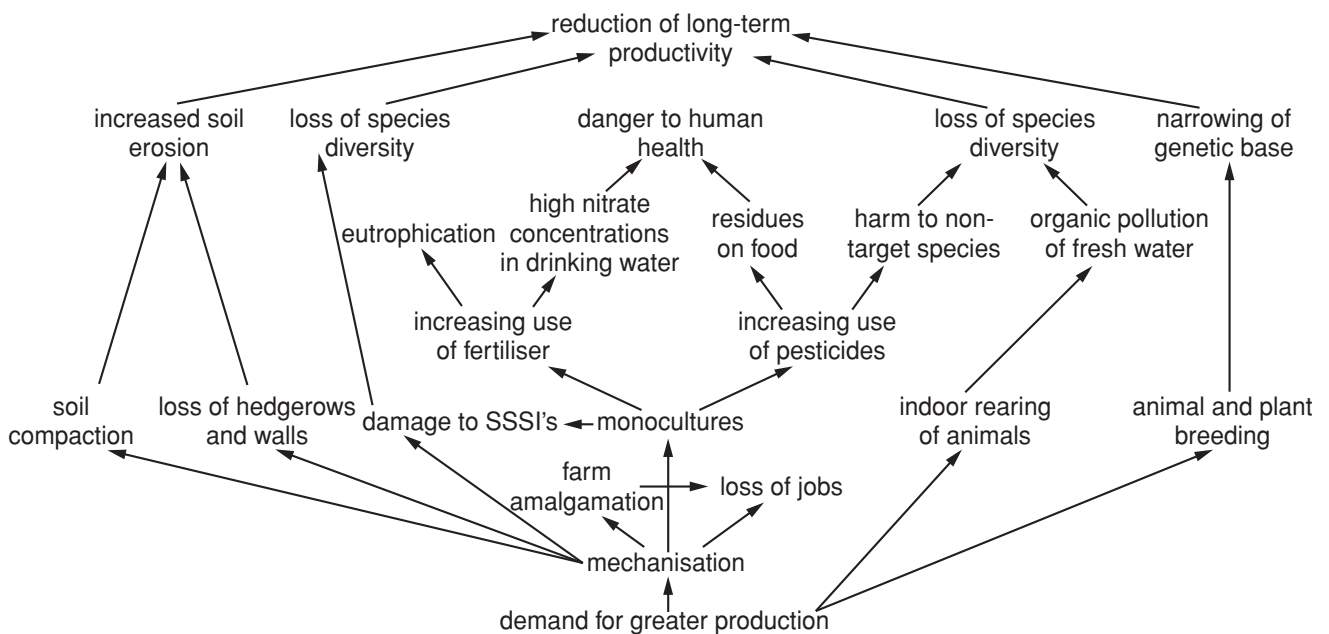 reduction of long-term
productivity
increased soil
erosion
loss of species
diversity
danger to human
health
loss of species
diversity
narrowing of
genetic base
eutrophication
high nitrate
concentrations
in drinking water
residues
on food
harm to non-
target species
organic pollution
of fresh water
increasing use
of fertiliser
increasing use
of pesticides
soil
compaction
loss of hedgerows
and walls
damage to SSSI's
monocultures
indoor rearing
of animals
animal and plant
breeding
farm
amalgamation
loss of jobs
mechanisation
demand for greater production